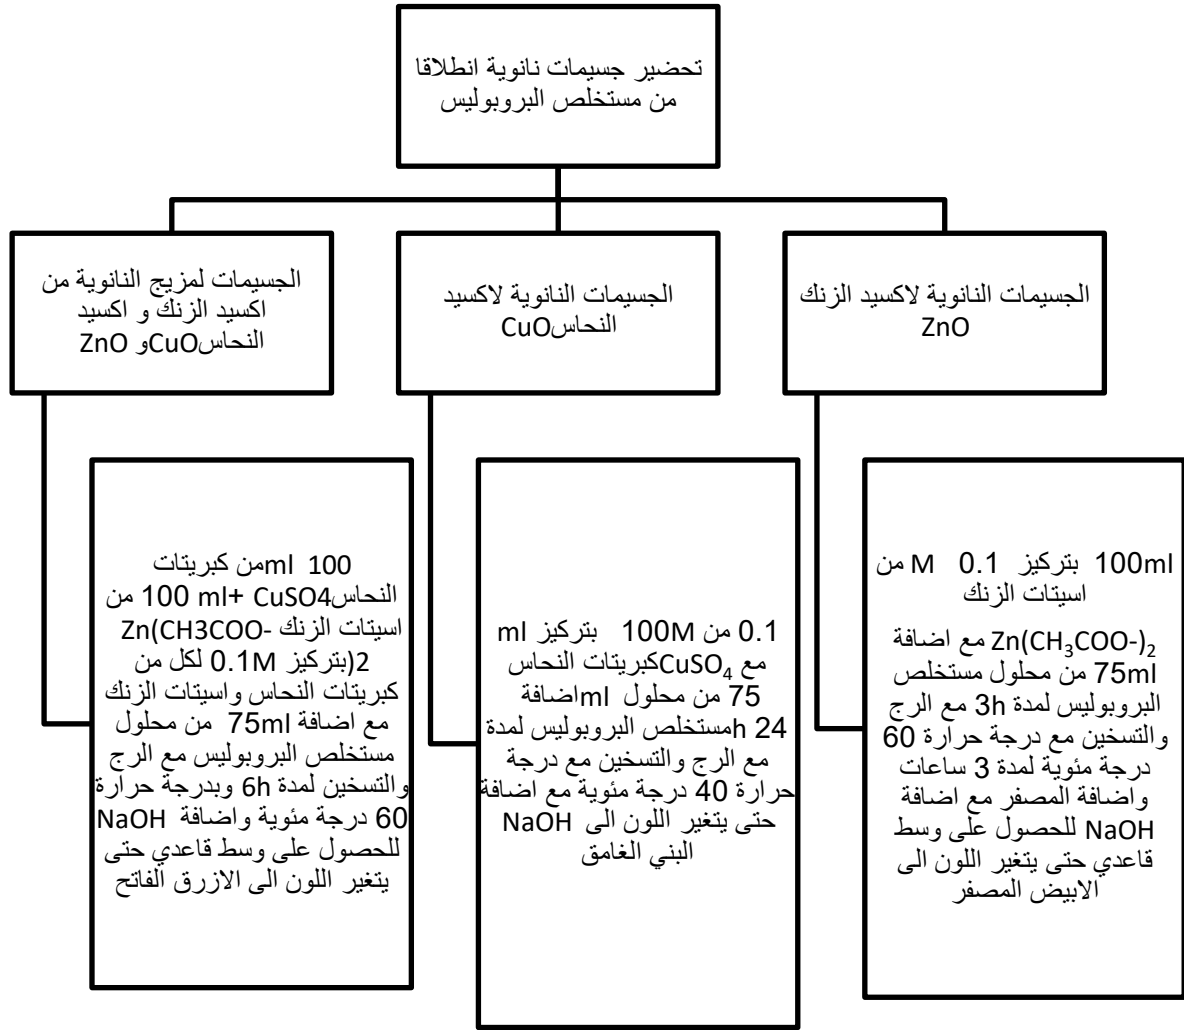 تحضير جسيمات نانوية انطلاقا
من مستخلص البروبوليس
الجسيمات النانوية لاكسيد الزنك
ZnO
الجسيمات النانوية لاكسيد
النحاسCuO
الجسيمات لمزيج النانوية من
اكسيد الزنك و اكسيد
النحاسCuOو ZnO
100ml بتركيز 0.1 M من
اسيتات الزنك
Zn(CH₃COO-)₂ مع اضافة
75ml من محلول مستخلص
البروبوليس لمدة 3h مع الرج
والتسخين مع درجة حرارة 60
درجة مئوية لمدة 3 ساعات
واضافة المصفر مع اضافة
NaOH للحصول على وسط
قاعدي حتى يتغير اللون الى
الابيض المصفر
0.1 من 100M بتركيز ml
كبريتات النحاسCuSO₄ مع
75 من محلول mlاضافة
24 hمستخلص البروبوليس لمدة
مع الرج والتسخين مع درجة
حرارة 40 درجة مئوية مع اضافة
حتى يتغير اللون الى NaOH
البني الغامق
100 mlمن كبريتات
النحاسCuSO4 +100 ml من
اسيتات الزنك Zn(CH3COO-
2(بتركيز 0.1M لكل من
كبريتات النحاس واسيتات الزنك
مع اضافة 75ml من محلول
مستخلص البروبوليس مع الرج
والتسخين لمدة 6h وبدرجة حرارة
60 درجة مئوية واضافة NaOH
للحصول على وسط قاعدي حتى
يتغير اللون الى الازرق الفاتح